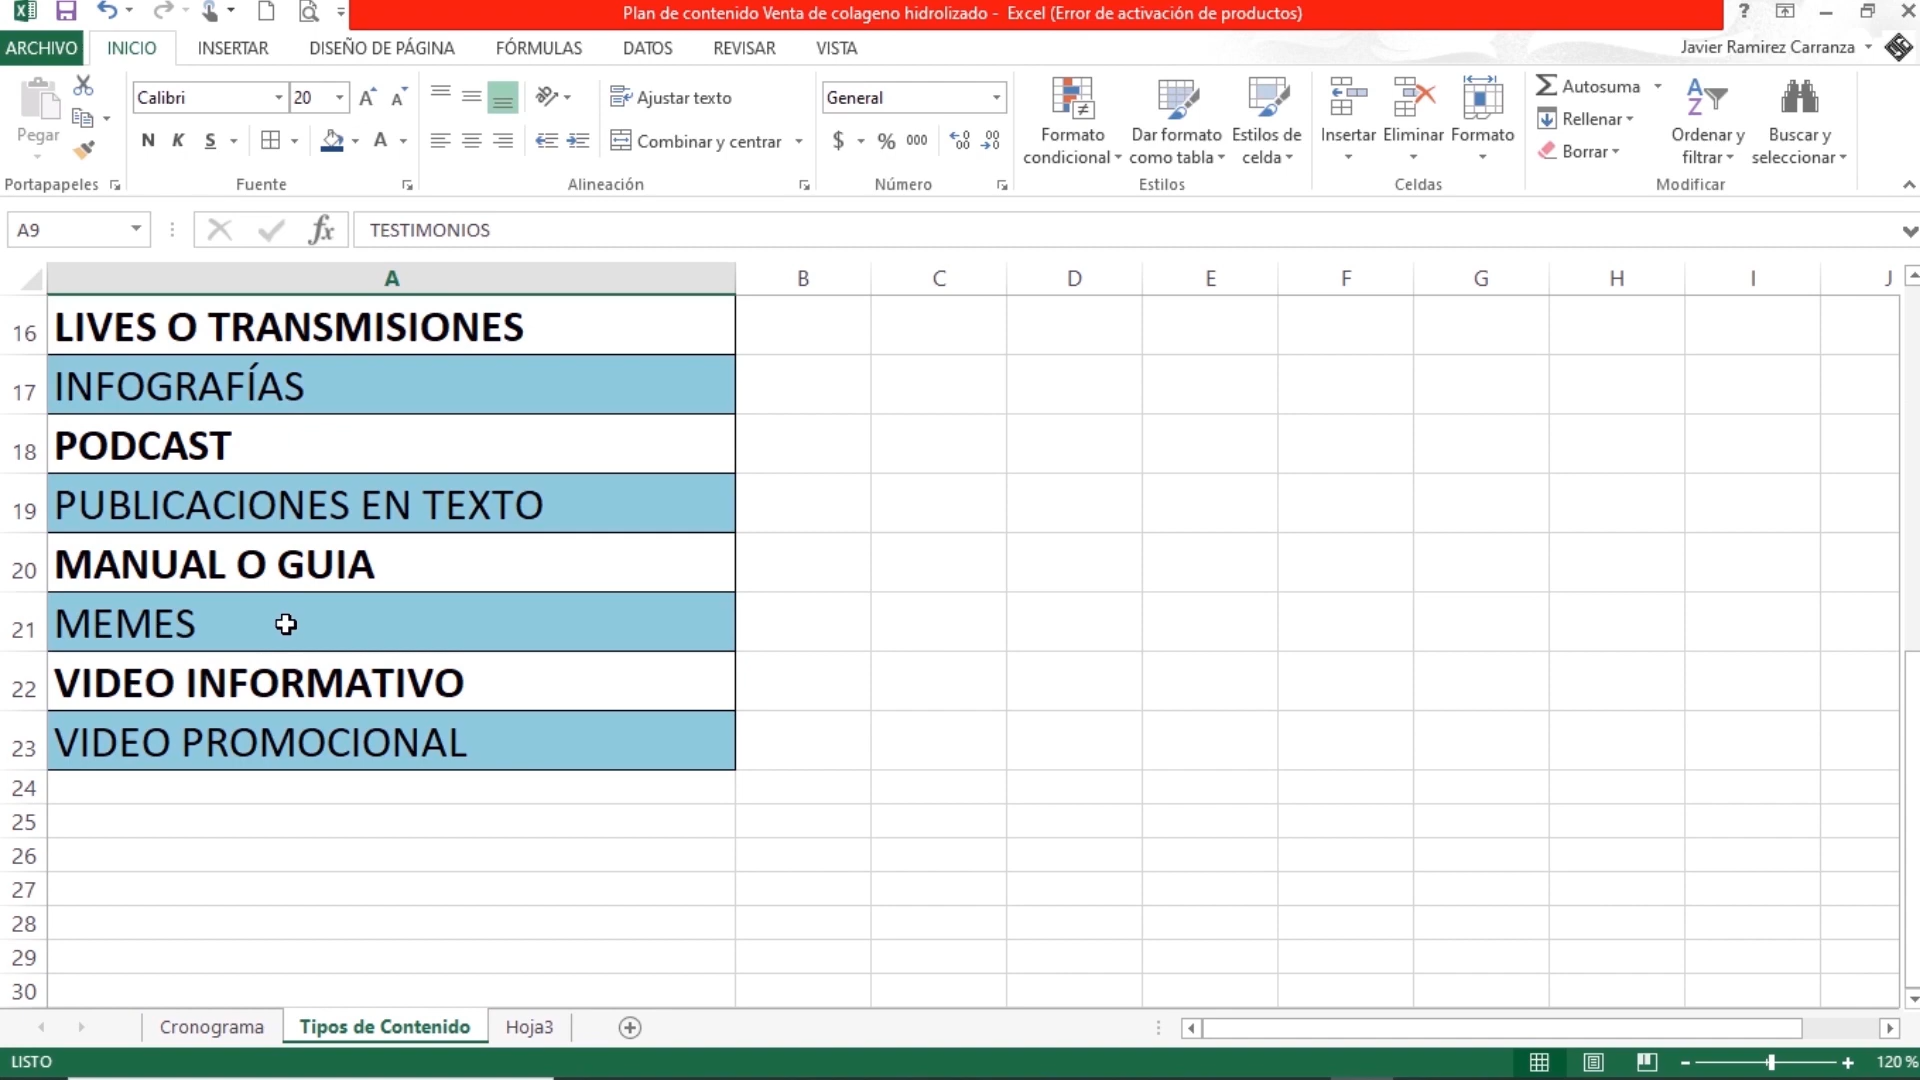 Plan de contenido Venta de colageno hidrolizado - Excel (Error de activación de productos)
ARCHIVO INICIO INSERTAR DISEÑO DE PÁGINA FÓRMULAS DATOS REVISAR VISTA Javier Ramirez Carranza
Calibri 20 Ajustar texto General
Pegar N K S A Combinar y centrar $ % 000
Formato condicional Dar formato como tabla Estilos de celda Insertar Eliminar Formato
Autosuma
Rellenar
Borrar
Ordenar y filtrar Buscar y seleccionar
Portapapeles Fuente Alineación Número Estilos Celdas Modificar
A9 fx TESTIMONIOS
A B C D E F G H I J
16 LIVES O TRANSMISIONES
17 INFOGRAFÍAS
18 PODCAST
19 PUBLICACIONES EN TEXTO
20 MANUAL O GUIA
21 MEMES
22 VIDEO INFORMATIVO
23 VIDEO PROMOCIONAL
24
25
26
27
28
29
30
Cronograma Tipos de Contenido Hoja3
LISTO 120 %